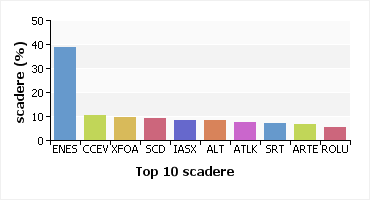 50
40
30
20
10
0
scadere (%)
ENES CCEV XFOA SCD IASX ALT ATLK SRT ARTE ROLU
Top 10 scadere